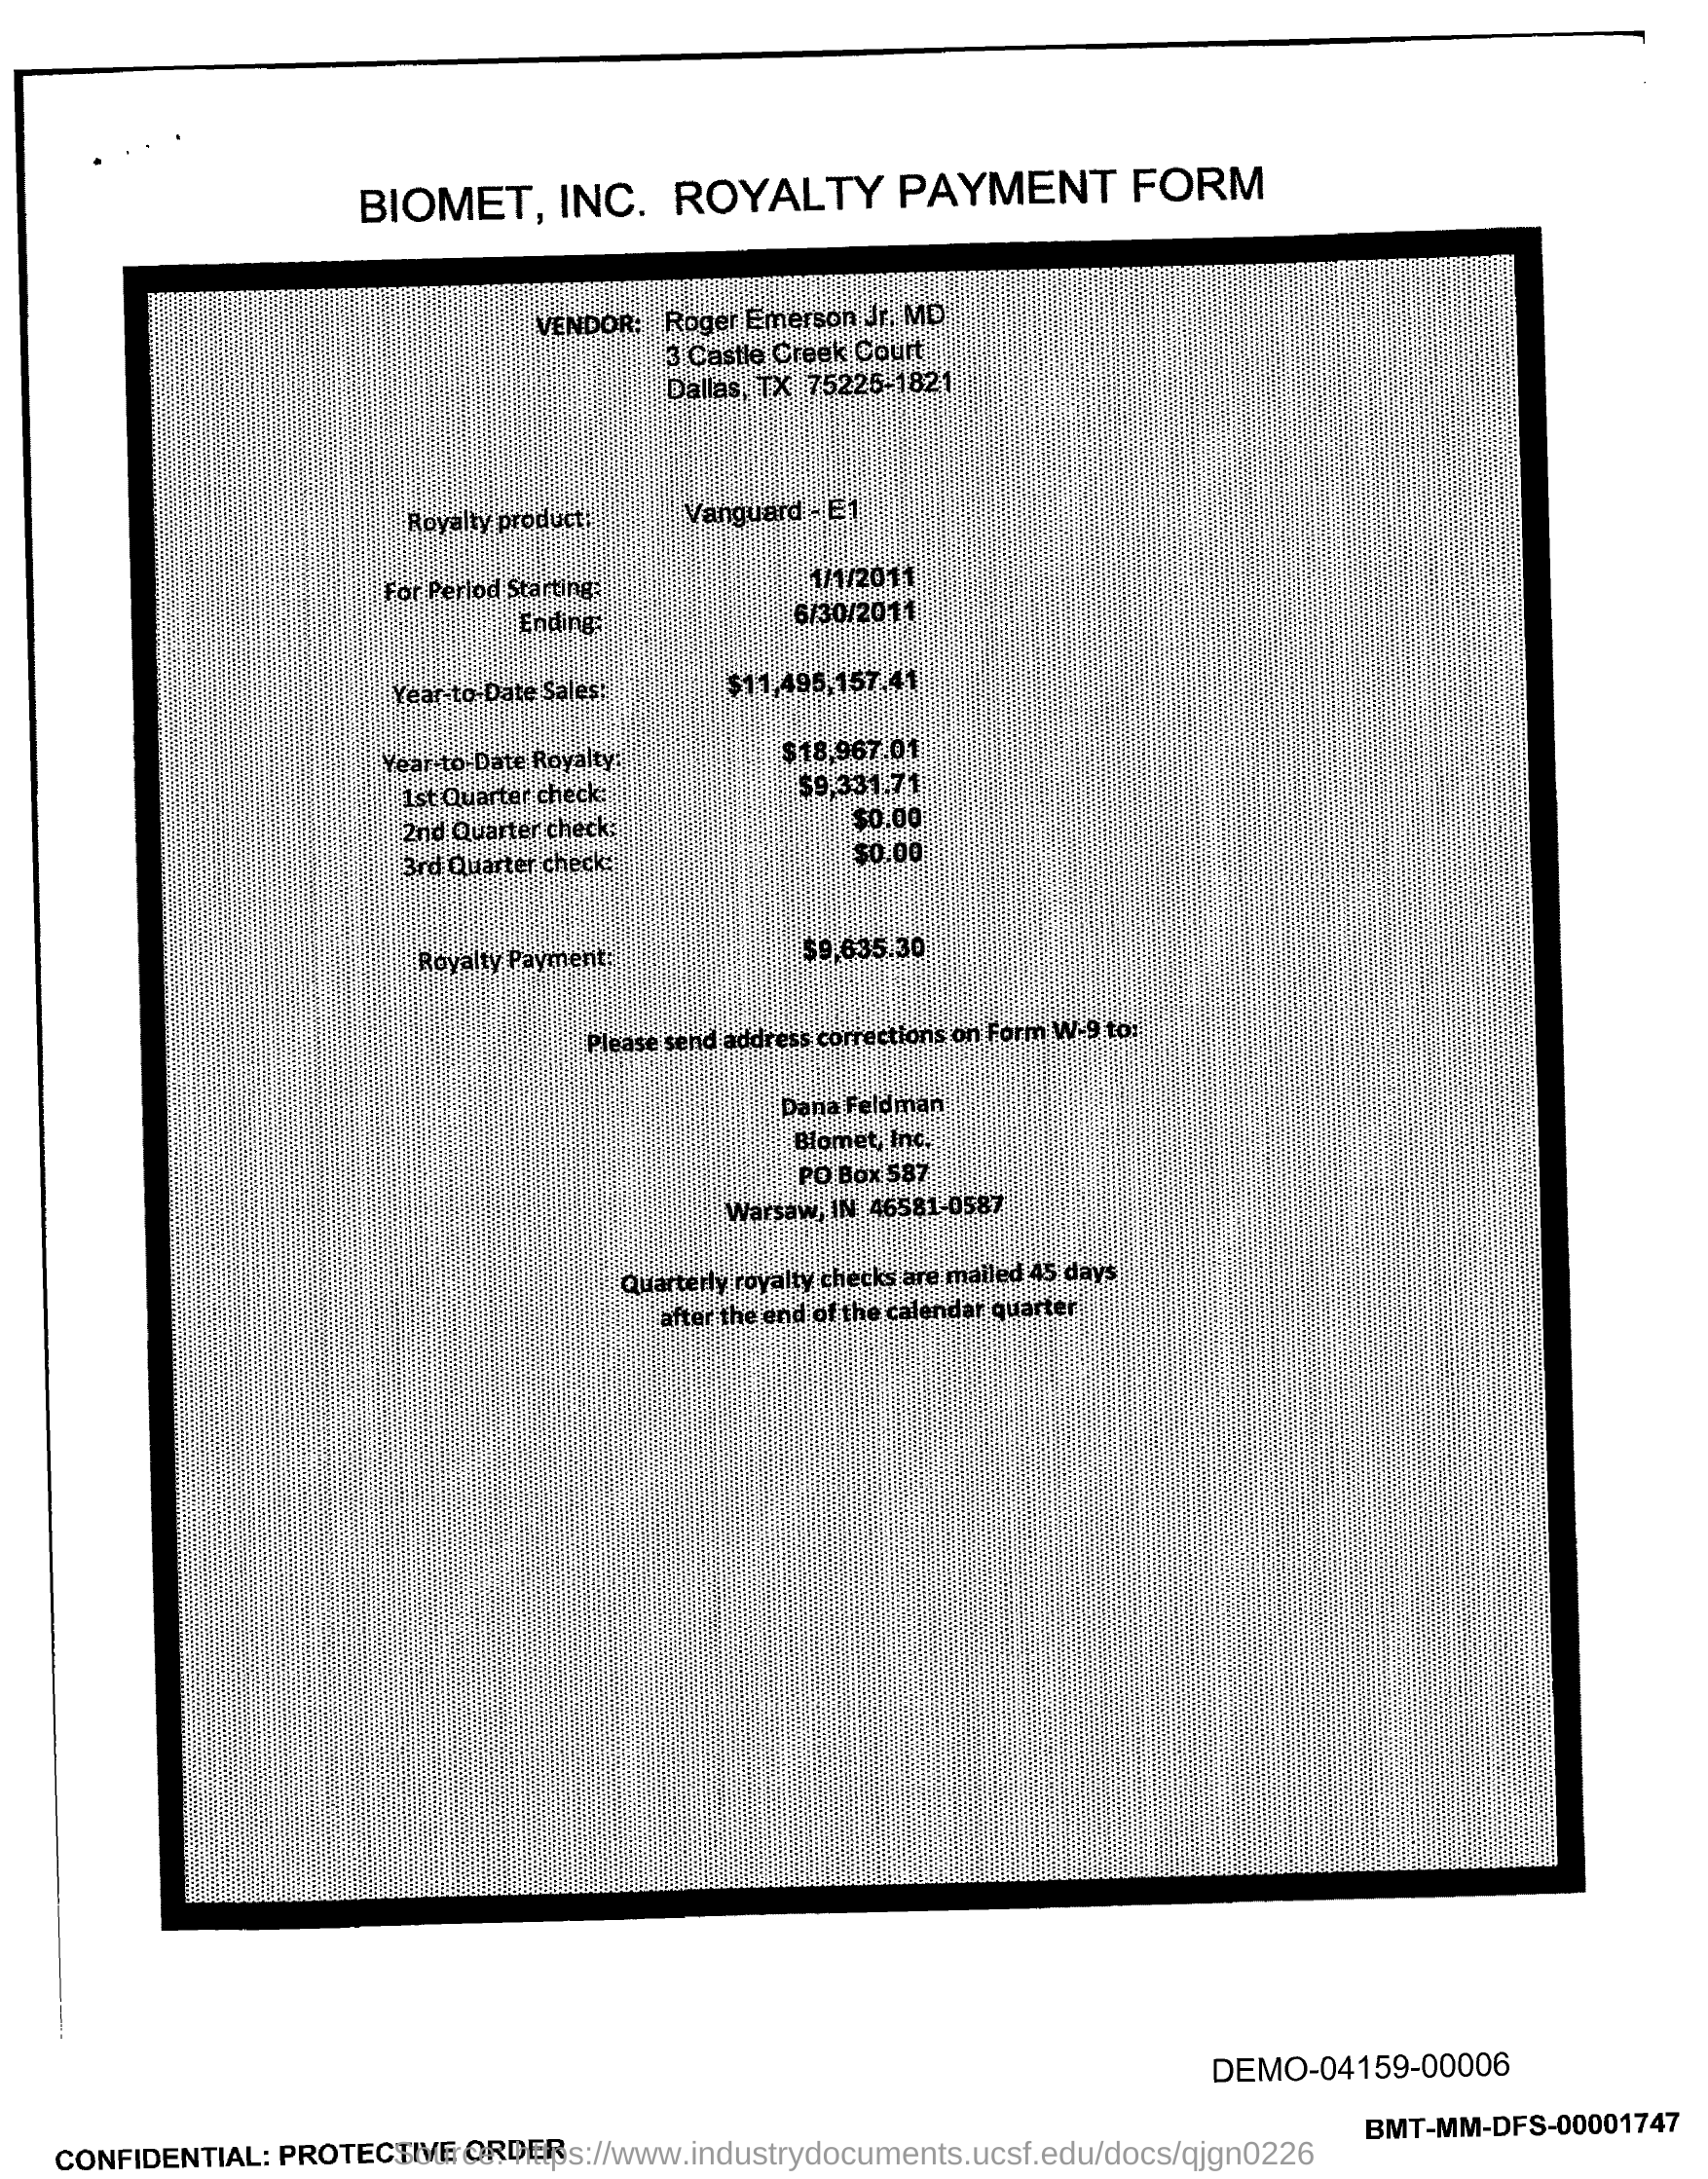 BIOMET, INC. ROYALTY PAYMENT FORM
VENDOR: Roger Emerson Jr. MD
3 Castle Creek Court
Dallas, TX 75225-1821
Royalty product: Vanguard - E1
For Period Starting: 1/1/2011
Ending: 6/30/2011
Year-to-Date Sales: $11,495,157.41
Year-to-Date Royalty: $18,967.01
1st Quarter check: $9,331.71
2nd Quarter check: $0.00
3rd Quarter check: $0.00
Royalty Payment: $9,635.30
Please send address corrections on Form W-9 to:
Dana Feldman
Biomet, Inc.
PO Box 587
Warsaw, IN 46581-0587
Quarterly royalty checks are mailed 45 days
after the end of the calendar quarter
DEMO-04159-00006
BMT-MM-DFS-00001747
CONFIDENTIAL: PROTECTIVE ORDER
Source: https://www.industrydocuments.ucsf.edu/docs/qjgn0226